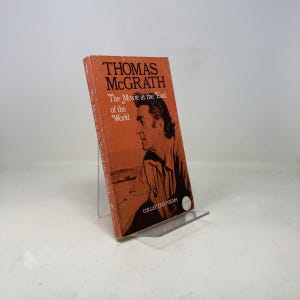 THOMAS
McGRATH
The Movie at the End
of the
World
COLLECTED POEMS